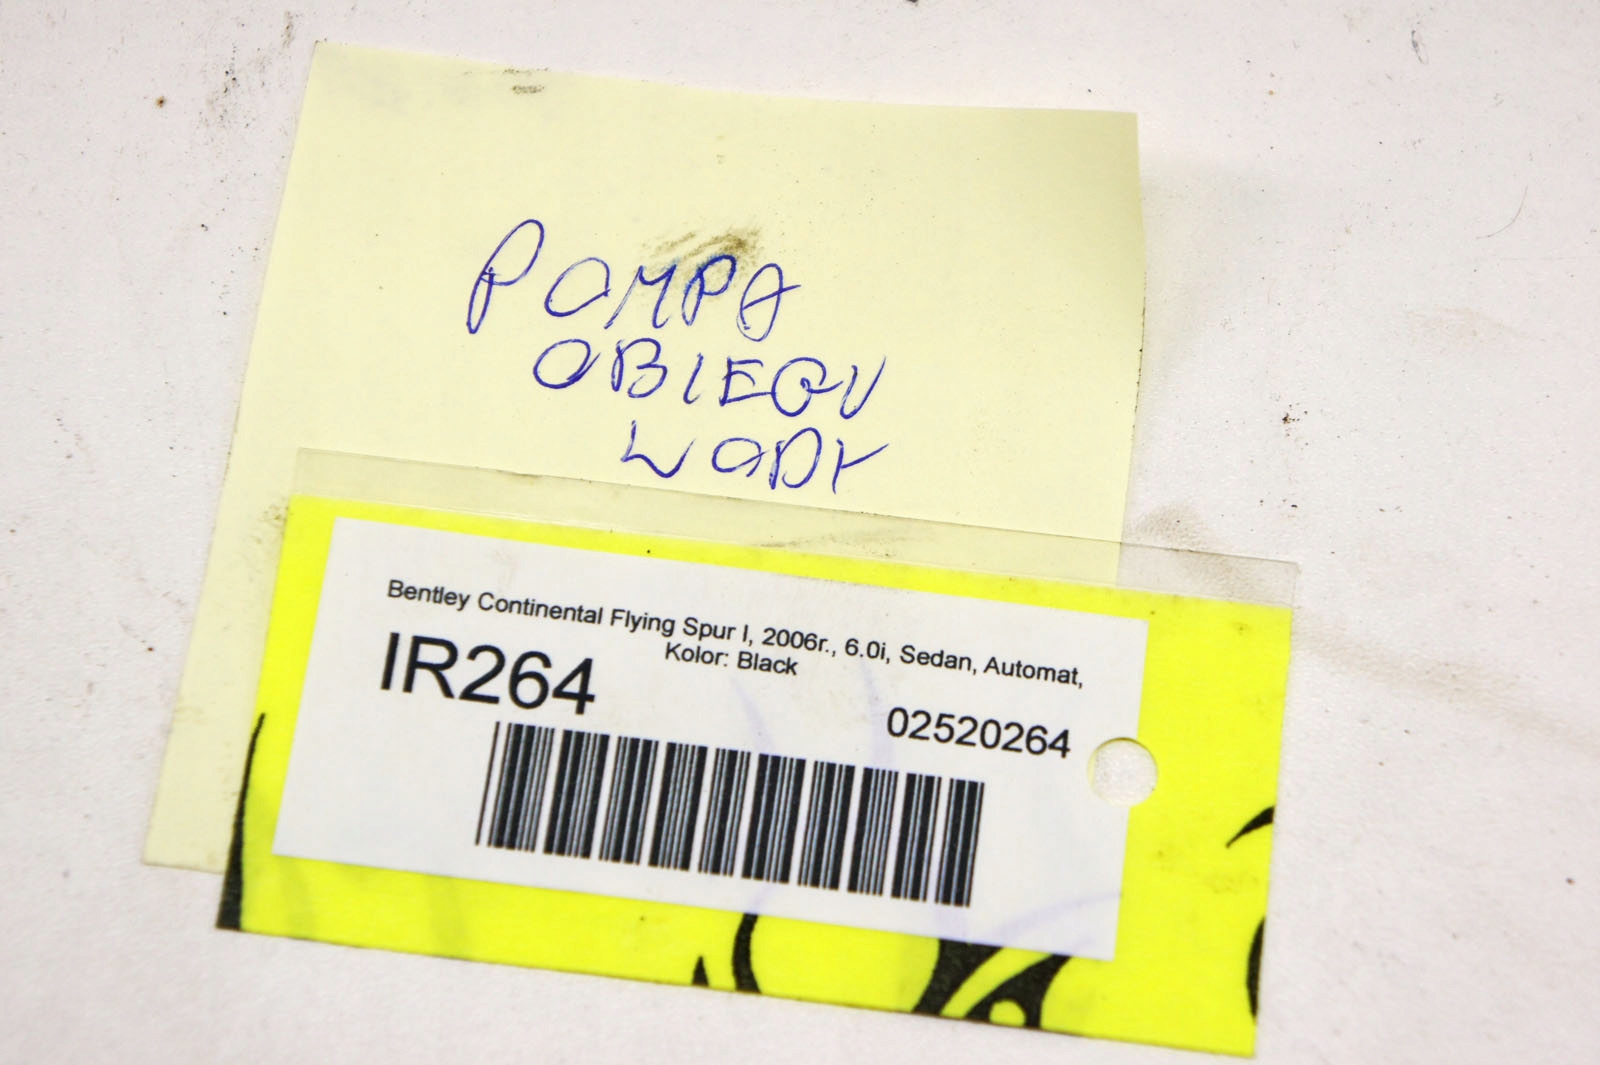 POMPA
OBIEGU
WODY
Bentley Continental Flying Spur I, 2006r., 6.0i, Sedan, Automat,
Kolor: Black
IR264
02520264